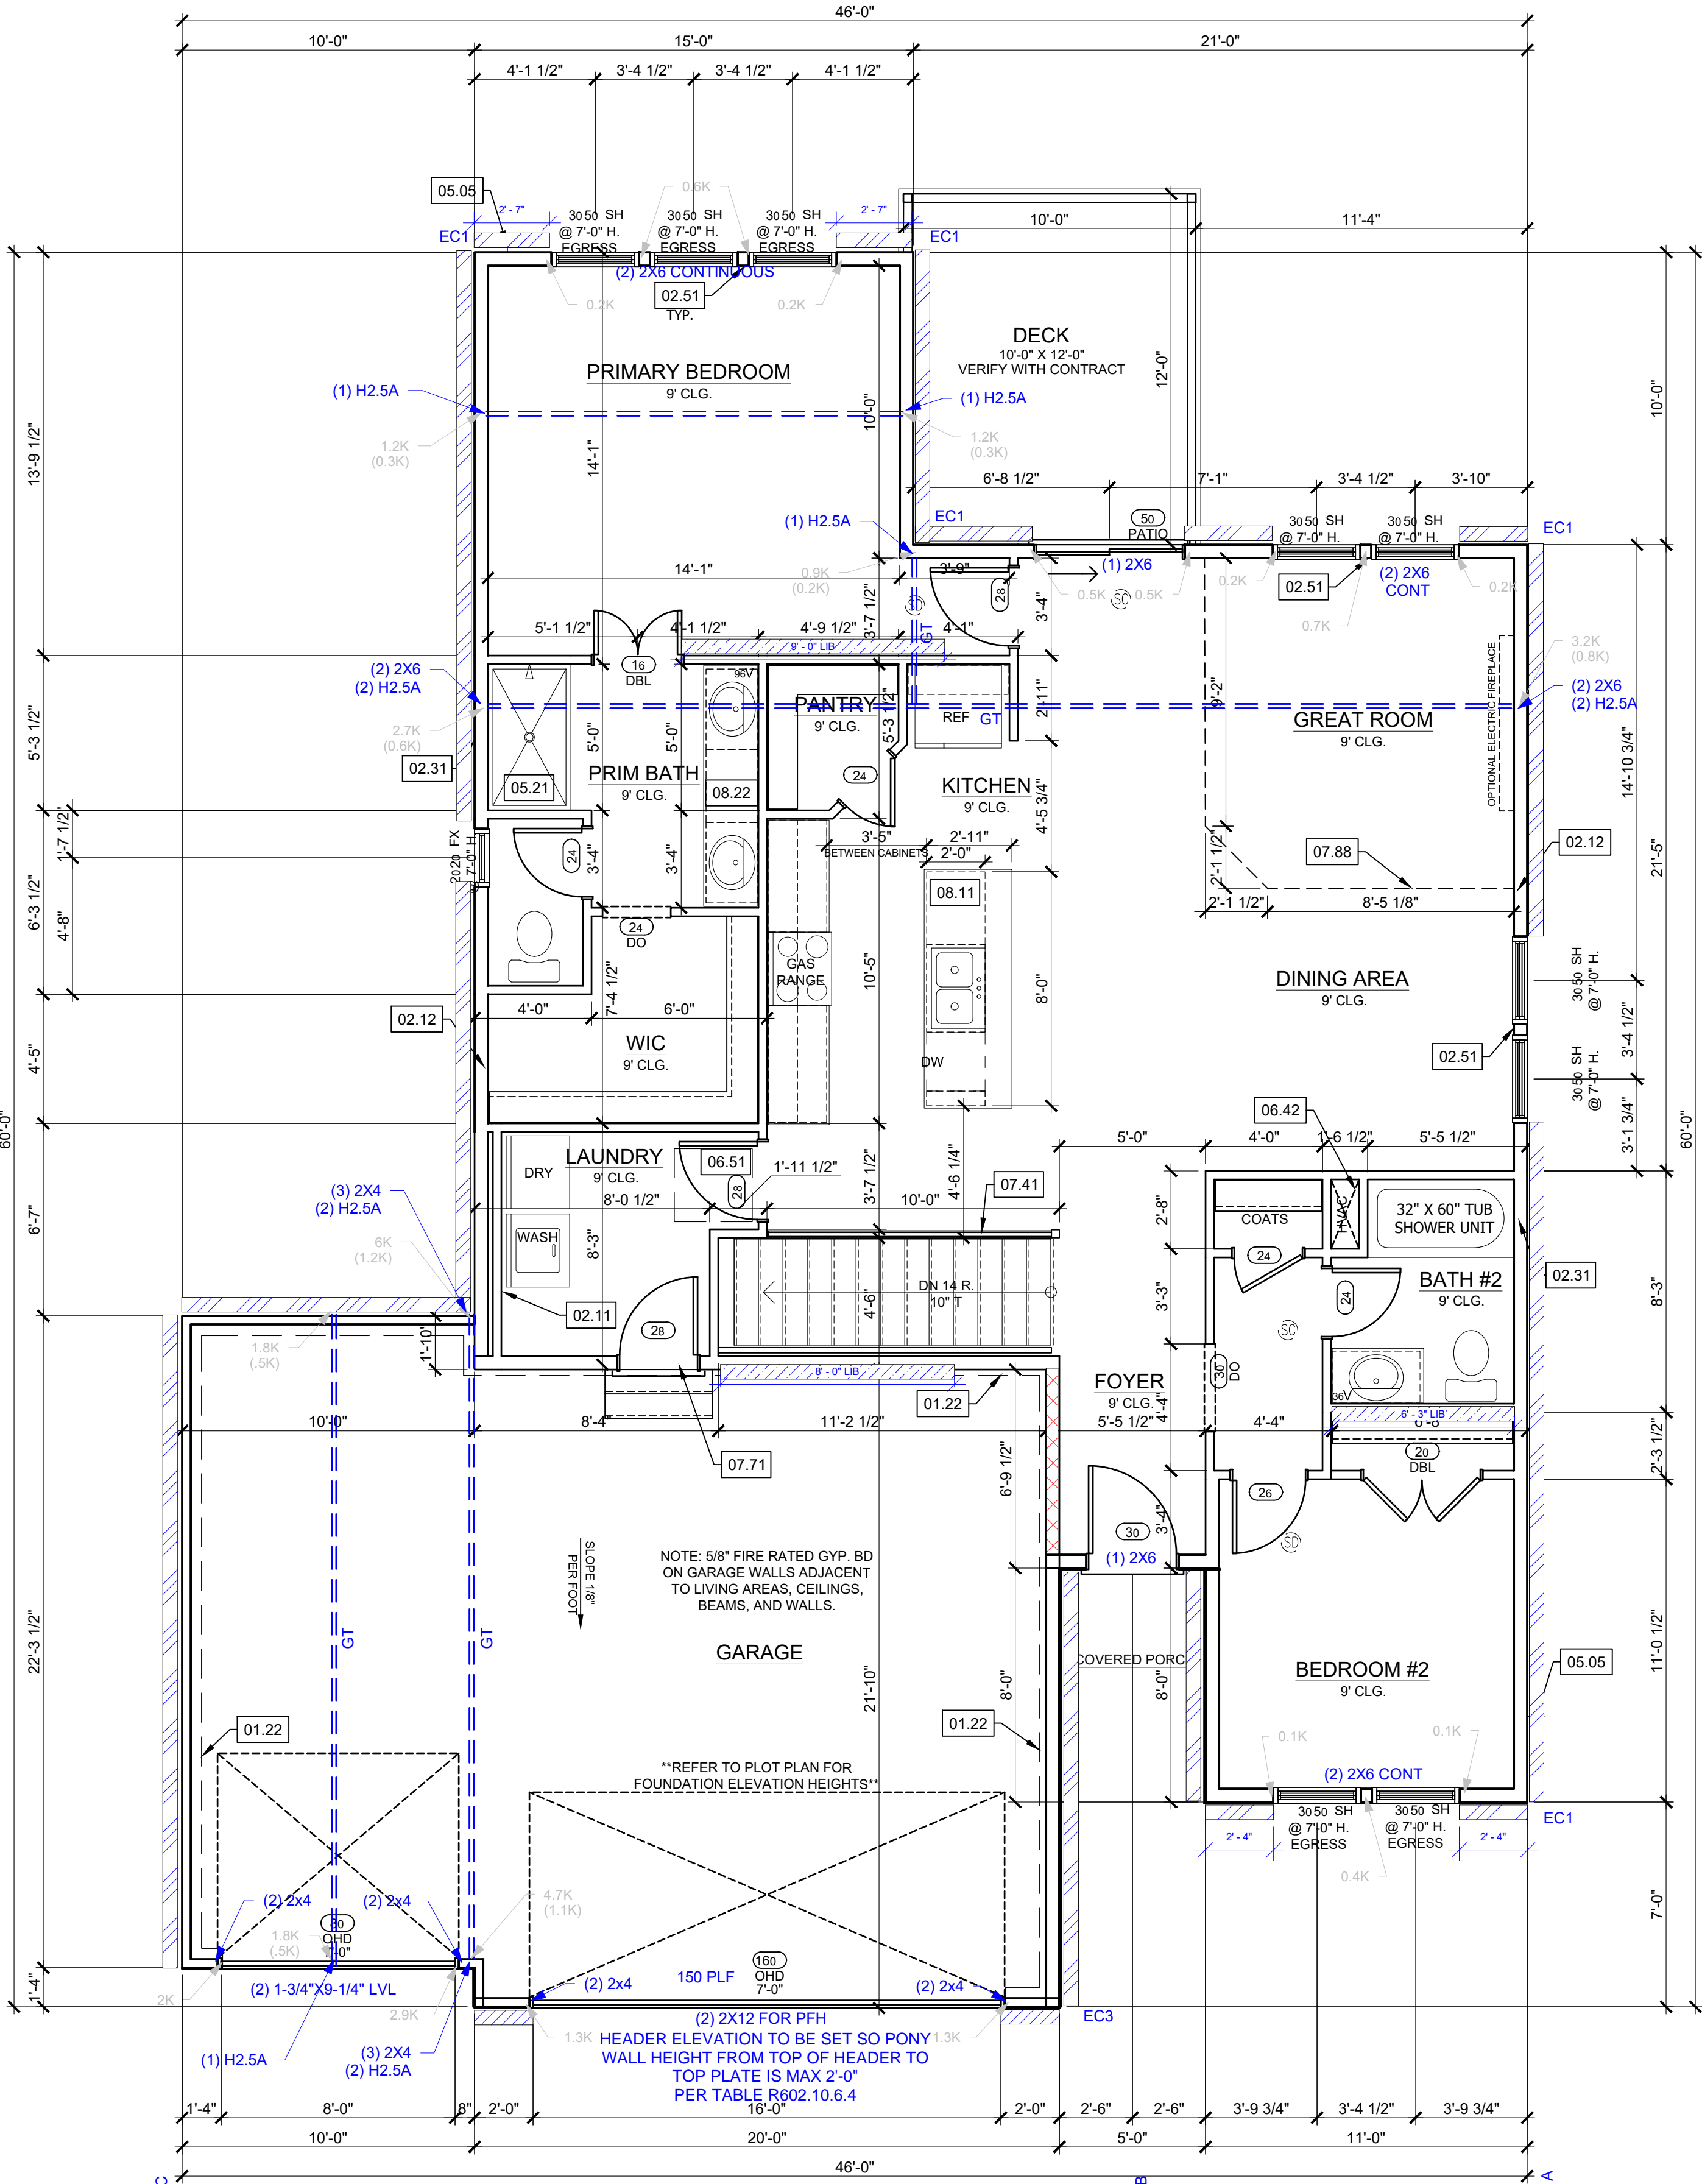 46'-0"
10'-0"
15'-0"
21'-0"
4'-1 1/2"
3'-4 1/2"
3'-4 1/2"
4'-1 1/2"
05.05
0.6K
2' - 7"
30 50 SH
@ 7'-0" H.
EGRESS
30 50 SH
@ 7'-0" H.
EGRESS
30 50 SH
@ 7'-0" H.
EGRESS
2' - 7"
10'-0"
11'-4"
EC1
EC1
(2) 2X6 CONTINUOUS
0.2K
02.51
TYP.
0.2K
DECK
10'-0" X 12'-0"
VERIFY WITH CONTRACT
12'-0"
PRIMARY BEDROOM
9' CLG.
(1) H2.5A
(1) H2.5A
10'-0"
10'-0"
1.2K
(0.3K)
1.2K
(0.3K)
13'-9 1/2"
14'-1"
6'-8 1/2"
7'-1"
3'-4 1/2"
3'-10"
(1) H2.5A
EC1
50
PATIO
30 50 SH
@ 7'-0" H.
30 50 SH
@ 7'-0" H.
EC1
14'-1"
3'-9"
0.9K
(0.2K)
(1) 2X6
0.2K
02.51
(2) 2X6
CONT
0.2K
28
SD
0.5K
SC
0.5K
0.7K
3'-4"
3'-7 1/2"
GT
5'-1 1/2"
4'-1 1/2"
4'-9 1/2"
4'-1"
9' - 0" LIB
3.2K
(0.8K)
(2) 2X6
(2) H2.5A
16
DBL
96V
(2) 2X6
(2) H2.5A
OPTIONAL ELECTRIC FIREPLACE
2.7K
(0.6K)
PANTRY
9' CLG.
REF
GT
2'-11"
9'-2"
GREAT ROOM
9' CLG.
5'-3 1/2"
5'-3 1/2"
5'-0"
5'-0"
14'-10 3/4"
02.31
05.21
PRIM BATH
9' CLG.
08.22
24
KITCHEN
9' CLG.
4'-5 3/4"
1'-7 1/2"
2020 FX
7'-0" H
24
3'-4"
3'-4"
3'-5"
BETWEEN CABINETS
2'-11"
2'-0"
2'-1 1/2"
07.88
02.12
21'-5"
08.11
6'-3 1/2"
4'-8"
2'-1 1/2"
8'-5 1/8"
24
DO
GAS
RANGE
10'-5"
8'-0"
DINING AREA
9' CLG.
30 50 SH
@ 7'-0" H.
7'-4 1/2"
4'-0"
6'-0"
02.12
WIC
9' CLG.
4'-5"
DW
02.51
3'-4 1/2"
30 50 SH
@ 7'-0" H.
60'-0"
60'-0"
06.42
3'-1 3/4"
5'-0"
4'-0"
1'-6 1/2"
5'-5 1/2"
LAUNDRY
9' CLG.
DRY
06.51
28
1'-11 1/2"
3'-7 1/2"
4'-6 1/4"
07.41
(3) 2X4
(2) H2.5A
8'-0 1/2"
10'-0"
2'-8"
COATS
HVAC
32" X 60" TUB
SHOWER UNIT
6'-7"
6K
(1.2K)
8'-3"
WASH
24
DN 14 R.
10" T
4'-6"
3'-3"
24
BATH #2
9' CLG.
02.31
8'-3"
02.11
28
SC
1.8K
(.5K)
1'-10"
8' - 0" LIB
01.22
FOYER
9' CLG.
30
DO
36V
4'-4"
10'-0"
8'-4"
11'-2 1/2"
5'-5 1/2"
4'-4"
6' - 3" LIB
2'-3 1/2"
07.71
20
DBL
6'-9 1/2"
26
3'-4"
30
(1) 2X6
SD
SLOPE 1/8"
PER FOOT
NOTE: 5/8" FIRE RATED GYP. BD
ON GARAGE WALLS ADJACENT
TO LIVING AREAS, CEILINGS,
BEAMS, AND WALLS.
22'-3 1/2"
GT
GT
GARAGE
COVERED PORC
8'-0"
8'-0"
BEDROOM #2
9' CLG.
05.05
11'-0 1/2"
21'-10"
01.22
01.22
0.1K
0.1K
**REFER TO PLOT PLAN FOR
FOUNDATION ELEVATION HEIGHTS**
(2) 2X6 CONT
30 50 SH
@ 7'-0" H.
EGRESS
30 50 SH
@ 7'-0" H.
EGRESS
EC1
2' - 4"
2' - 4"
0.4K
7'-0"
(2) 2x4
(2) 2x4
4.7K
(1.1K)
80
OHD
1.8K
(.5K)
160
OHD
7'-0"
150 PLF
(2) 2x4
(2) 2x4
1'-4"
2K
(2) 1-3/4"X9-1/4" LVL
2.9K
(1) H2.5A
(3) 2X4
(2) H2.5A
1.3K
1.3K
EC3
(2) 2X12 FOR PFH
HEADER ELEVATION TO BE SET SO PONY
WALL HEIGHT FROM TOP OF HEADER TO
TOP PLATE IS MAX 2'-0"
PER TABLE R602.10.6.4
1'-4"
8'-0"
8"
2'-0"
16'-0"
2'-0"
2'-6"
2'-6"
3'-9 3/4"
3'-4 1/2"
3'-9 3/4"
10'-0"
20'-0"
5'-0"
11'-0"
46'-0"
C
B
A